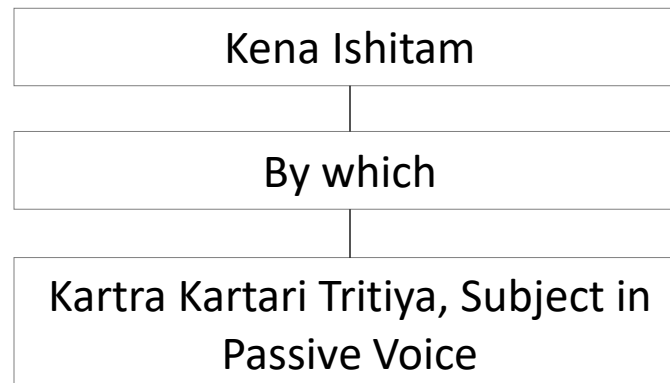 Kena Ishitam
By which
Kartra Kartari Tritiya, Subject in
Passive Voice